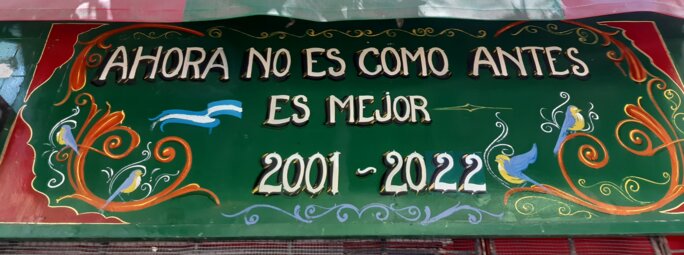 AHORA NO ES COMO ANTES
ES MEJOR
2001 ~ 2022